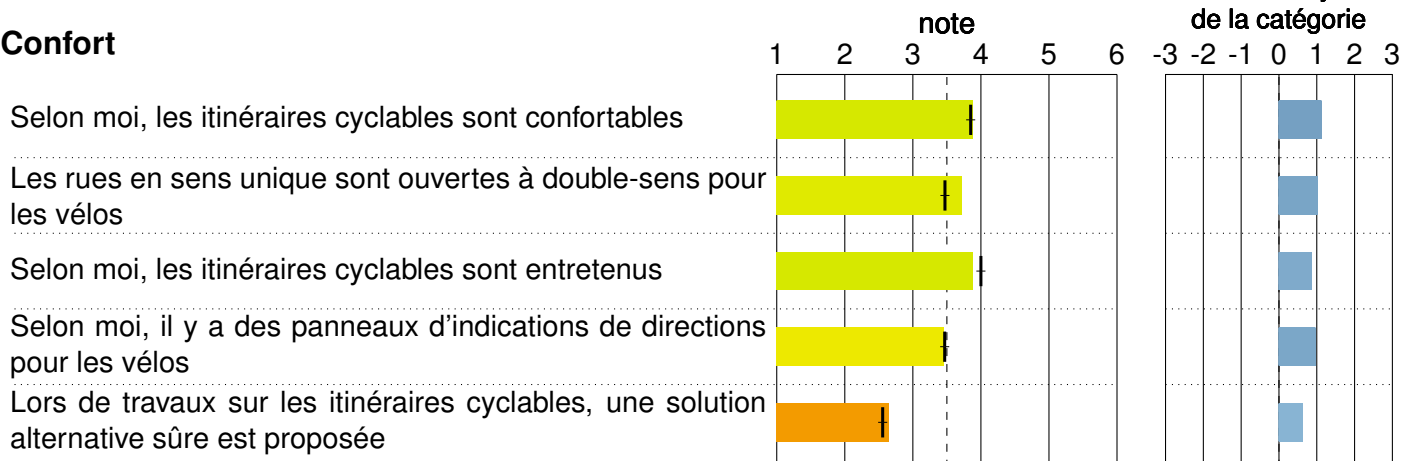 note
de la catégorie
Confort
1 2 3 4 5 6
-3 -2 -1 0 1 2 3
Selon moi, les itinéraires cyclables sont confortables
Les rues en sens unique sont ouvertes à double-sens pour
les vélos
Selon moi, les itinéraires cyclables sont entretenus
Selon moi, il y a des panneaux d'indications de directions
pour les vélos
Lors de travaux sur les itinéraires cyclables, une solution
alternative sûre est proposée